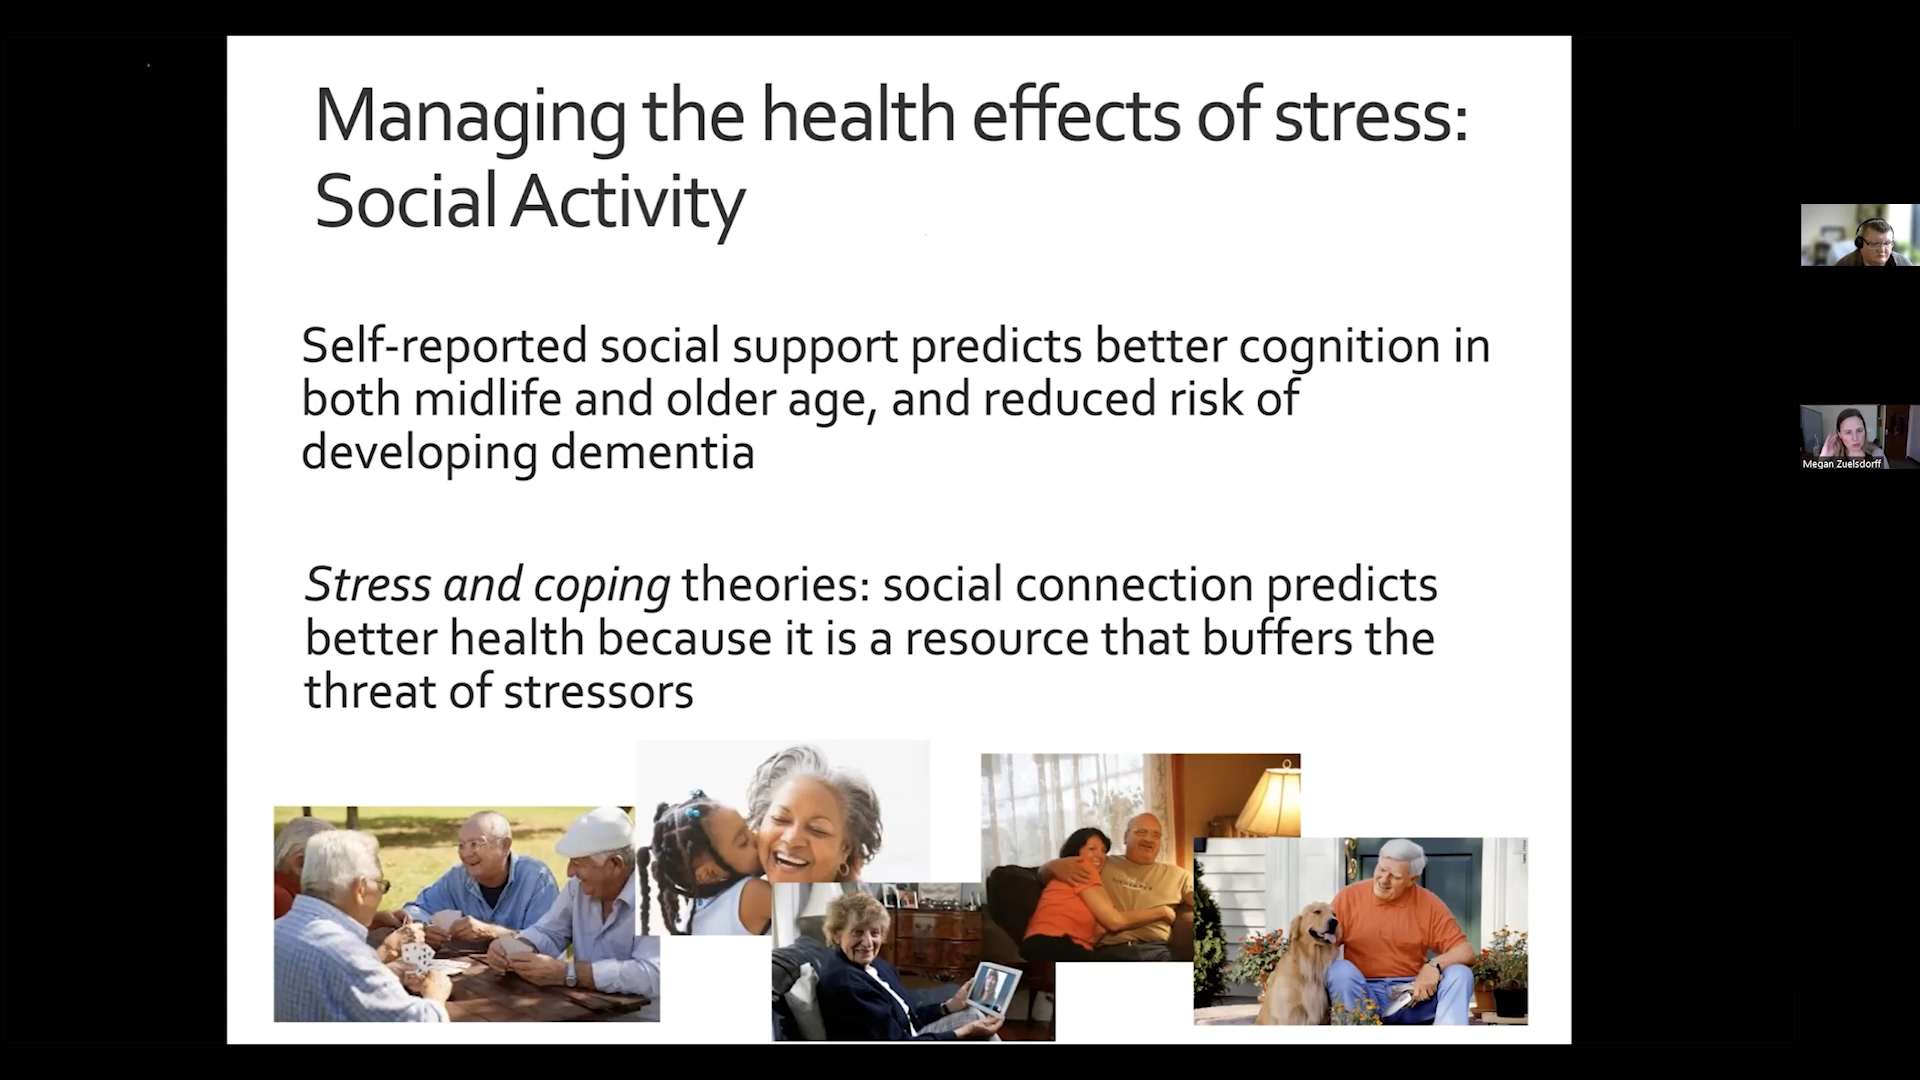 Managing the health effects of stress:
Social Activity
Self-reported social support predicts better cognition in
both midlife and older age, and reduced risk of
developing dementia
Stress and coping theories: social connection predicts
better health because it is a resource that buffers the
threat of stressors
Megan Zuelsdorff